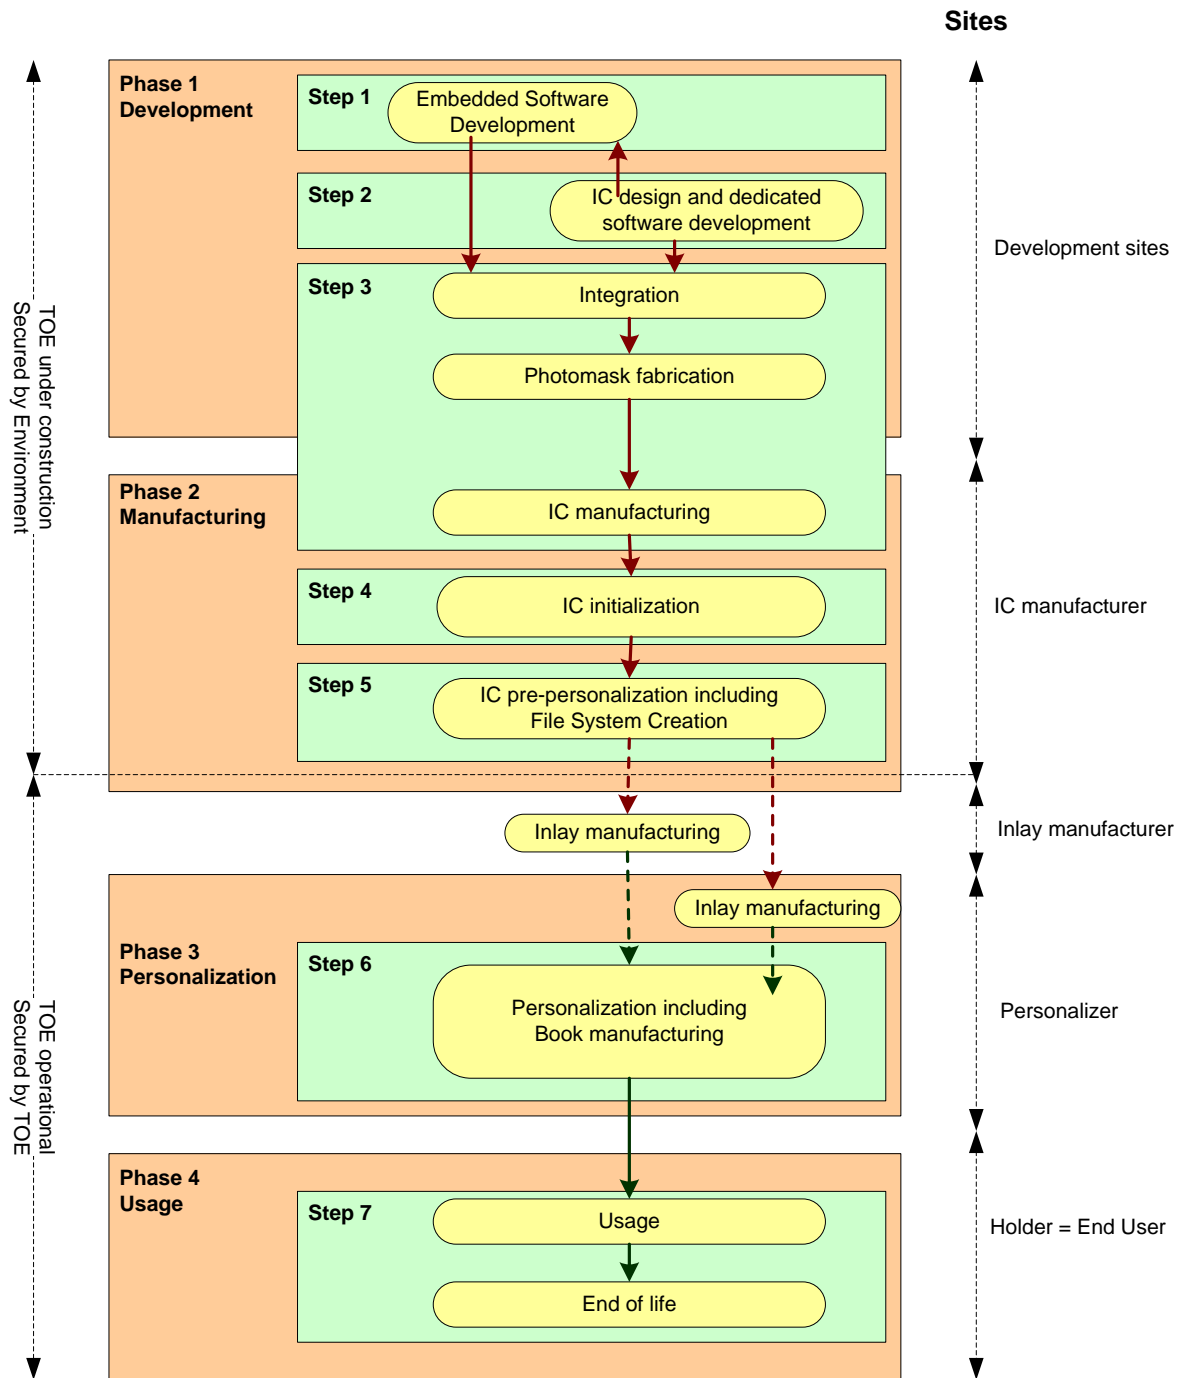 Sites
Phase 1
Development
Step 1
Embedded Software
Development
Step 2
IC design and dedicated
software development
Development sites
Step 3
Integration
Photomask fabrication
TOE under construction
Secured by Environment
Phase 2
Manufacturing
IC manufacturing
Step 4
IC initialization
IC manufacturer
Step 5
IC pre-personalization including
File System Creation
Inlay manufacturing
Inlay manufacturer
Inlay manufacturing
Phase 3
Personalization
Step 6
Personalization including
Book manufacturing
Personalizer
TOE operational
Secured by TOE
Phase 4
Usage
Step 7
Usage
Holder = End User
End of life